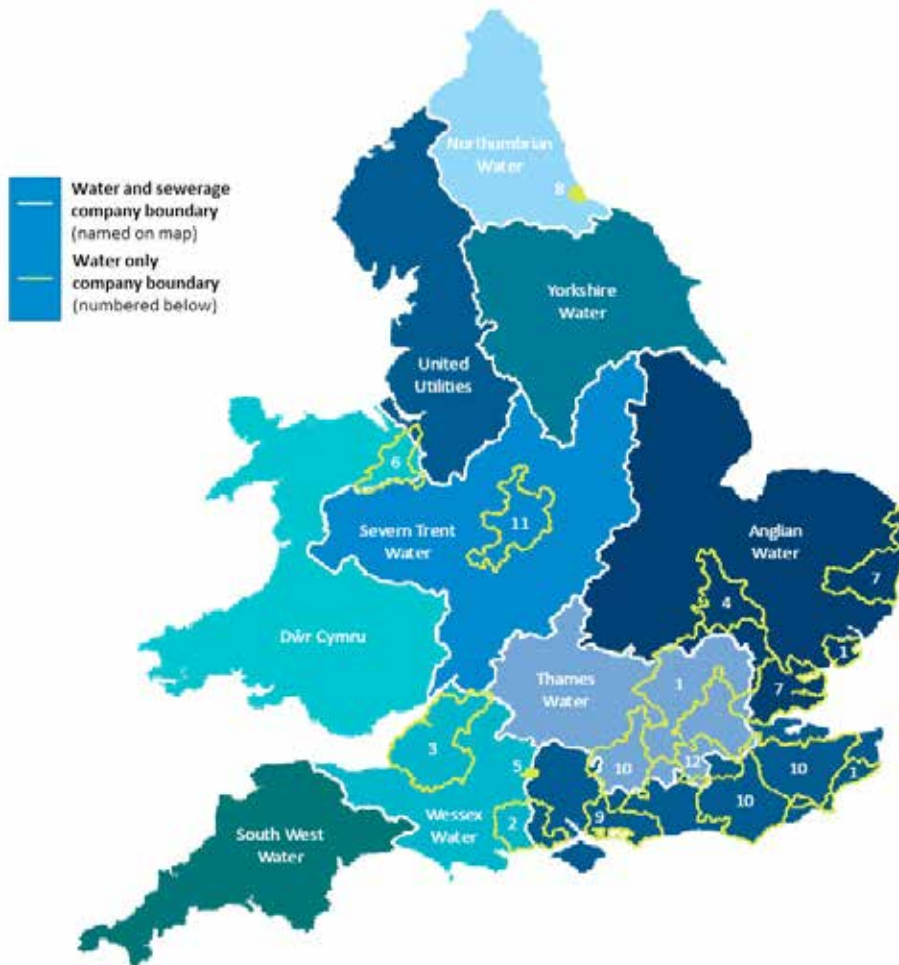 Northumbrian
Water
8
Water and sewerage
company boundary
(named on map)
Water only
company boundary
(numbered below)
Yorkshire
Water
United
Utilities
6
11
Severn Trent
Water
Anglian
Water
7
4
Dŵr Cymru
1
Thames
Water
1
7
3
5
10
12
10
1
10
9
2
Wessex
Water
South West
Water